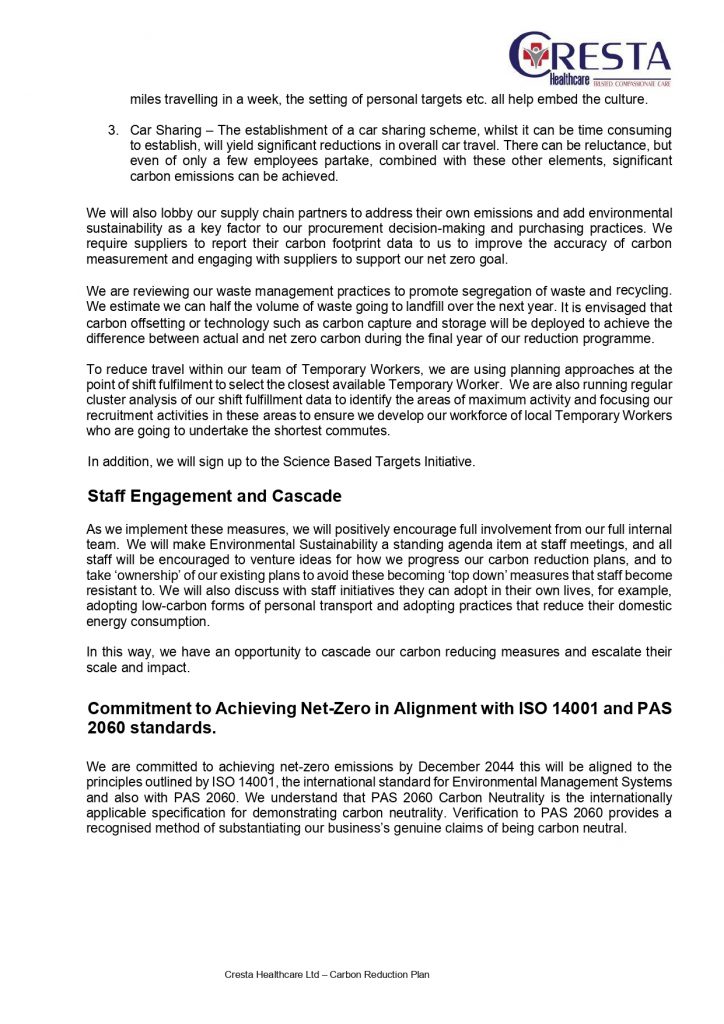 CRESTA
Healthcare TRUSTED, COMPASSIONATE CARE
miles travelling in a week, the setting of personal targets etc. all help embed the culture.
3. Car Sharing – The establishment of a car sharing scheme, whilst it can be time consuming
to establish, will yield significant reductions in overall car travel. There can be reluctance, but
even of only a few employees partake, combined with these other elements, significant
carbon emissions can be achieved.
We will also lobby our supply chain partners to address their own emissions and add environmental
sustainability as a key factor to our procurement decision-making and purchasing practices. We
require suppliers to report their carbon footprint data to us to improve the accuracy of carbon
measurement and engaging with suppliers to support our net zero goal.
We are reviewing our waste management practices to promote segregation of waste and recycling.
We estimate we can half the volume of waste going to landfill over the next year. It is envisaged that
carbon offsetting or technology such as carbon capture and storage will be deployed to achieve the
difference between actual and net zero carbon during the final year of our reduction programme.
To reduce travel within our team of Temporary Workers, we are using planning approaches at the
point of shift fulfilment to select the closest available Temporary Worker. We are also running regular
cluster analysis of our shift fulfillment data to identify the areas of maximum activity and focusing our
recruitment activities in these areas to ensure we develop our workforce of local Temporary Workers
who are going to undertake the shortest commutes.
In addition, we will sign up to the Science Based Targets Initiative.
Staff Engagement and Cascade
As we implement these measures, we will positively encourage full involvement from our full internal
team. We will make Environmental Sustainability a standing agenda item at staff meetings, and all
staff will be encouraged to venture ideas for how we progress our carbon reduction plans, and to
take ‘ownership’ of our existing plans to avoid these becoming ‘top down’ measures that staff become
resistant to. We will also discuss with staff initiatives they can adopt in their own lives, for example,
adopting low-carbon forms of personal transport and adopting practices that reduce their domestic
energy consumption.
In this way, we have an opportunity to cascade our carbon reducing measures and escalate their
scale and impact.
Commitment to Achieving Net-Zero in Alignment with ISO 14001 and PAS
2060 standards.
We are committed to achieving net-zero emissions by December 2044 this will be aligned to the
principles outlined by ISO 14001, the international standard for Environmental Management Systems
and also with PAS 2060. We understand that PAS 2060 Carbon Neutrality is the internationally
applicable specification for demonstrating carbon neutrality. Verification to PAS 2060 provides a
recognised method of substantiating our business’s genuine claims of being carbon neutral.
Cresta Healthcare Ltd – Carbon Reduction Plan